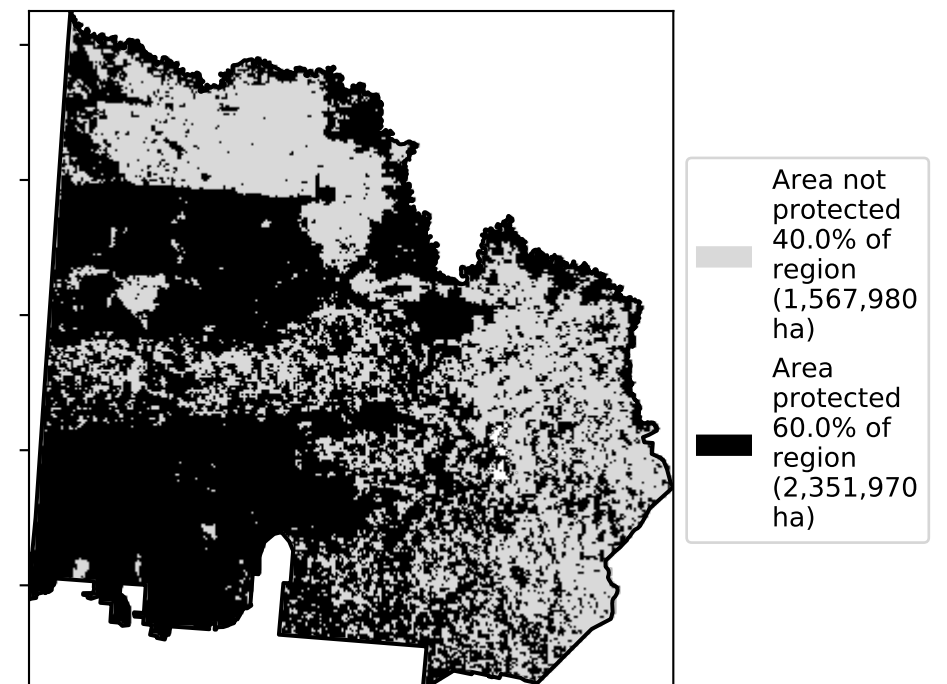 Area not
protected
40.0% of
region
(1,567,980
ha)
Area
protected
60.0% of
region
(2,351,970
ha)